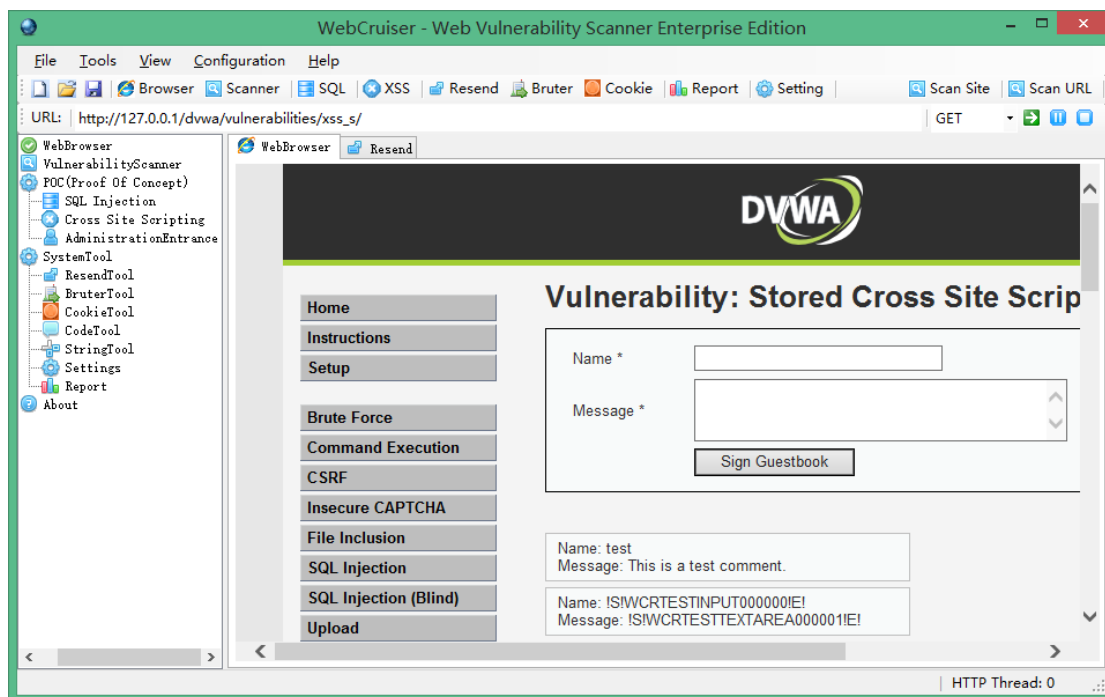 WebCruiser - Web Vulnerability Scanner Enterprise Edition
File Tools View Configuration Help
Browser Scanner SQL XSS Resend Bruter Cookie Report Setting Scan Site Scan URL
URL: http://127.0.0.1/dvwa/vulnerabilities/xss_s/ GET
WebBrowser
VulnerabilityScanner
POC(Proof Of Concept)
SQL Injection
Cross Site Scripting
AdministrationEntrance
SystemTool
ResendTool
BruterTool
CookieTool
CodeTool
StringTool
Settings
Report
About
WebBrowser Resend
DVWA
Home
Instructions
Setup
Brute Force
Command Execution
CSRF
Insecure CAPTCHA
File Inclusion
SQL Injection
SQL Injection (Blind)
Upload
Vulnerability: Stored Cross Site Scrip
Name *
Message *
Sign Guestbook
Name: test
Message: This is a test comment.
Name: !S!WCRTESTINPUT000000!E!
Message: !S!WCRTESTTEXTAREA000001!E!
HTTP Thread: 0